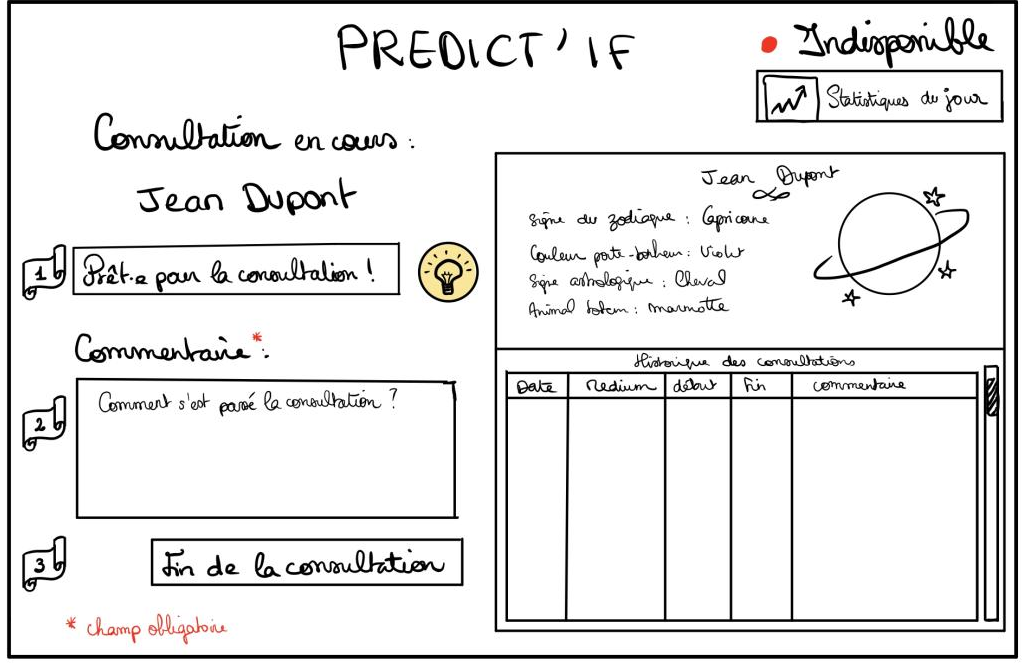 PREDICT'IF
Indisponible
Statistiques du jour
Consultation en cours :
Jean Dupont
1
Prêt·e pour la consultation !
Commentaire* :
2
Comment s'est passé la consultation ?
3
Fin de la consultation
* champ obligatoire
Jean Dupont
Signe du zodiaque : Capricorne
Couleur porte-bonheur : Violet
Signe astrologique : Cheval
Animal totem : marmotte
Historique des consultations
Date Medium début Fin commentaire